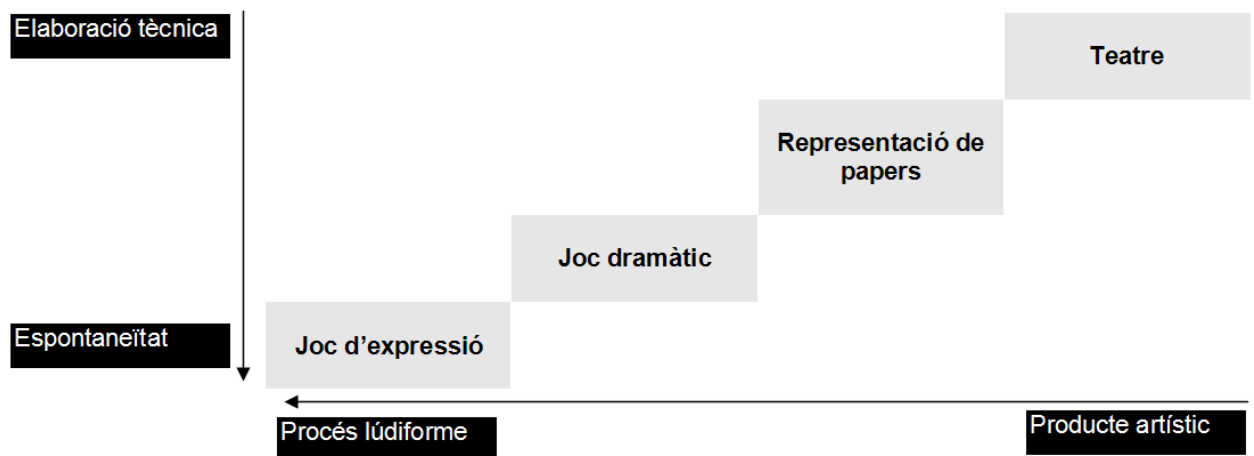 Elaboració tècnica
Teatre
Representació de
papers
Joc dramàtic
Espontaneïtat
Joc d’expressió
Procés lúdiforme
Producte artístic